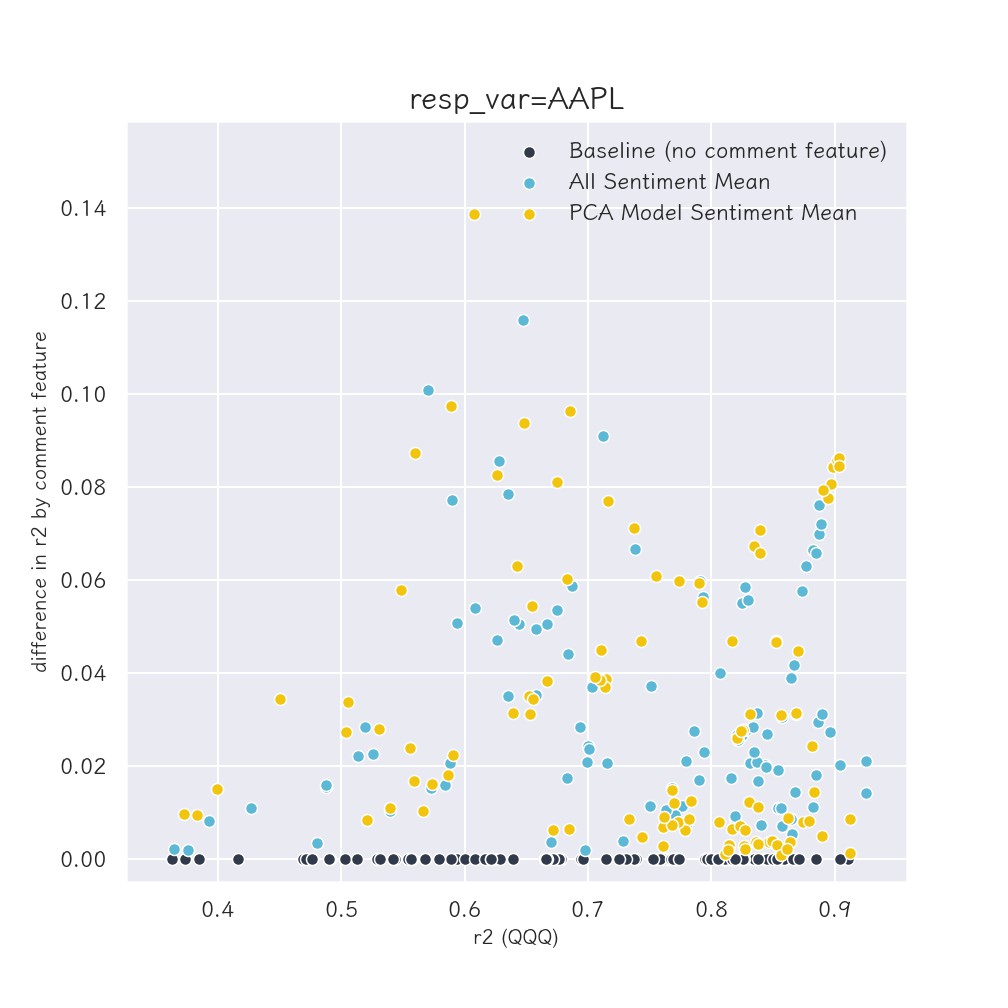 resp_var=AAPL
Baseline (no comment feature)
All Sentiment Mean
PCA Model Sentiment Mean
0.14
0.12
0.10
0.08
0.06
0.04
0.02
0.00
difference in r2 by comment feature
0.4 0.5 0.6 0.7 0.8 0.9
r2 (QQQ)